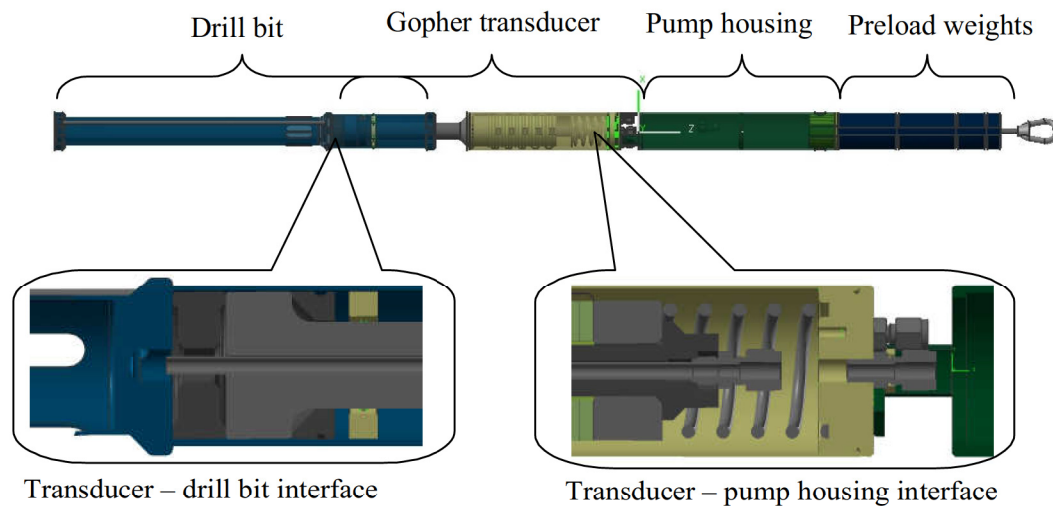 Drill bit
Gopher transducer
Pump housing
Preload weights
X
Y
Z
Transducer – drill bit interface
Transducer – pump housing interface